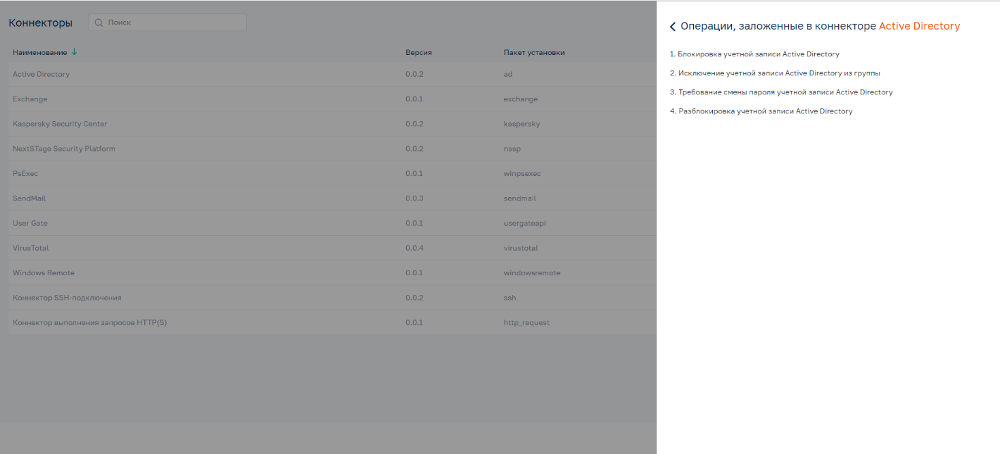 Коннекторы
Поиск
Наименование Версия Пакет установки
Active Directory 0.0.2 ad
Exchange 0.0.1 exchange
Kaspersky Security Center 0.0.2 kaspersky
NextSTage Security Platform 0.0.2 nssp
PsExec 0.0.1 winpsexec
SendMail 0.0.3 sendmail
User Gate 0.0.1 usergateapi
VirusTotal 0.0.4 virustotal
Windows Remote 0.0.1 windowsremote
Коннектор SSH-подключения 0.0.2 ssh
Коннектор выполнения запросов HTTP(S) 0.0.1 http_request
Операции, заложенные в коннекторе Active Directory
1. Блокировка учетной записи Active Directory
2. Исключение учетной записи Active Directory из группы
3. Требование смены пароля учетной записи Active Directory
4. Разблокировка учетной записи Active Directory